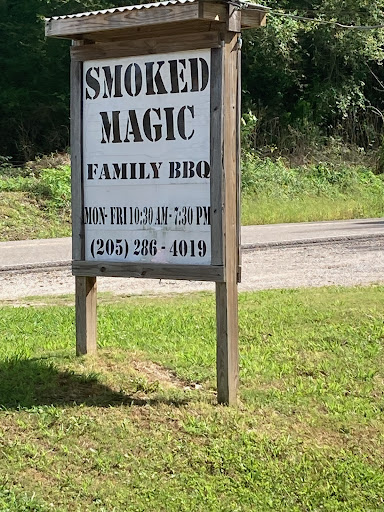 SMOKED
MAGIC
FAMILY BBQ
MON- FRI 10:30 AM- 7:30 PM
(205) 286 - 4019